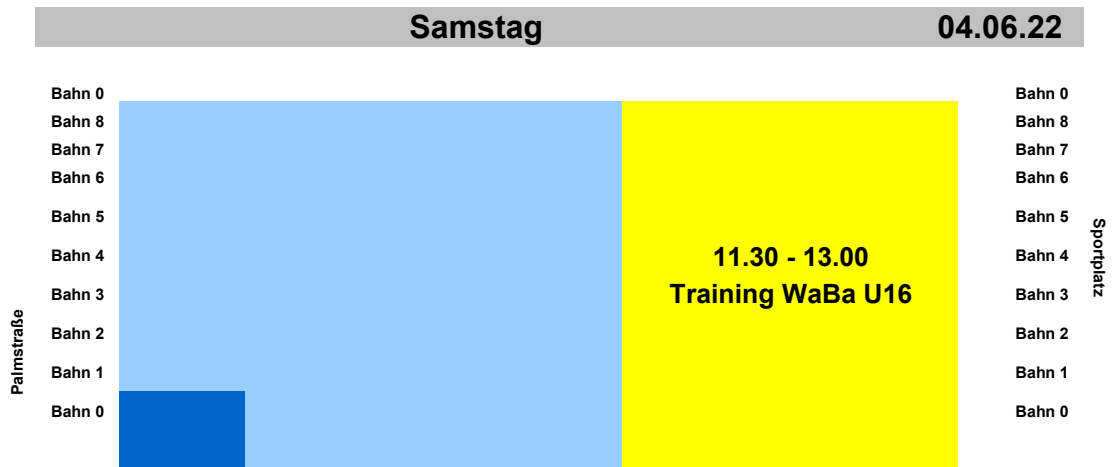 Samstag 04.06.22
Bahn 0 Bahn 0
Bahn 8 Bahn 8
Bahn 7 Bahn 7
Bahn 6 Bahn 6
Bahn 5 Bahn 5
Bahn 4 11.30 - 13.00 Bahn 4
Bahn 3 Training WaBa U16 Bahn 3
Bahn 2 Bahn 2
Bahn 1 Bahn 1
Bahn 0 Bahn 0
Palmstraße
Sportplatz